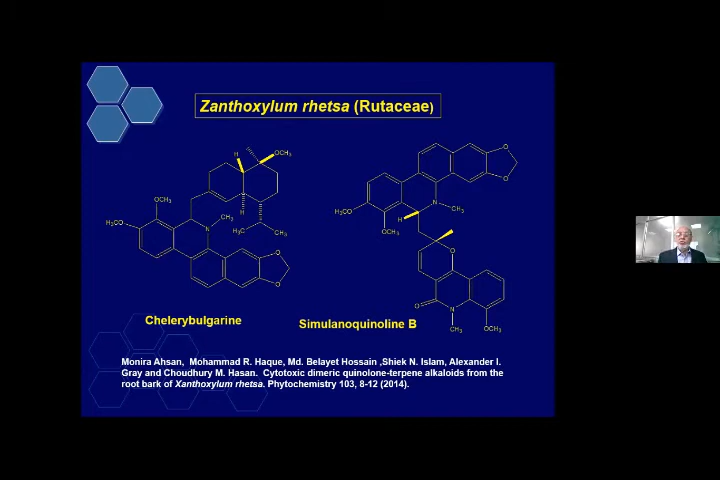 Zanthoxylum rhetsa (Rutaceae)
H
OCH3
OCH3
H3CO
H
CH3
N
H3C
CH3
O
O
Chelerybulgarine
O
O
N
CH3
H3CO
H
OCH3
O
O
N
CH3
OCH3
Simulanoquinoline B
Monira Ahsan, Mohammad R. Haque, Md. Belayet Hossain ,Shiek N. Islam, Alexander I.
Gray and Choudhury M. Hasan. Cytotoxic dimeric quinolone-terpene alkaloids from the
root bark of Xanthoxylum rhetsa. Phytochemistry 103, 8-12 (2014).